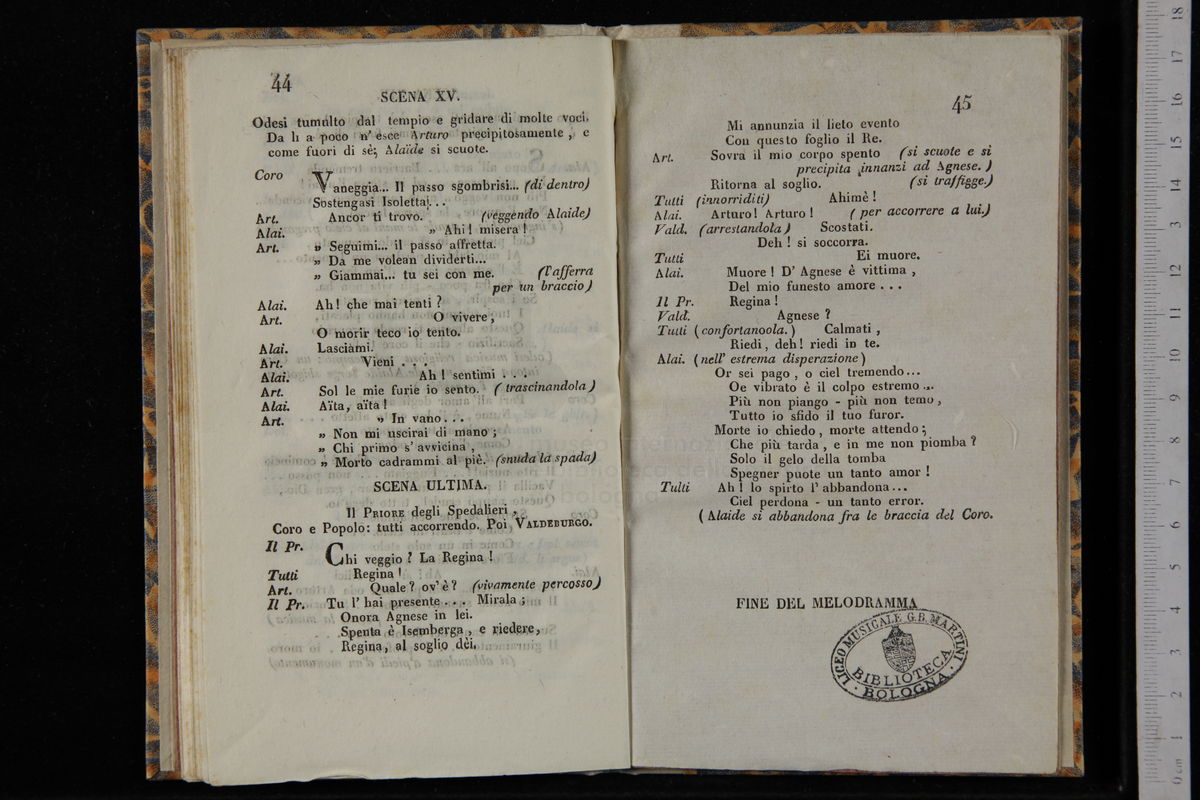 44
SCENA XV.
Odesi tumulto dal tempio e gridare di molte voci.
Da lì a poco n' esce Arturo precipitosamente, e
come fuori di sè; Alaïde si scuote.
Coro Vaneggia... Il passo sgombrisi... (di dentro)
Sostengasi Isoletta...
Art. Ancor ti trovo. (veggendo Alaide)
Alai. „ Ahi! misera!
Art. „ Seguimi... il passo affretta.
„ Da me volean dividerti...
„ Giammai... tu sei con me. (l'afferra
per un braccio)
Alai. Ah! che mai tenti?
Art. O vivere,
O morir teco io tento.
Alai. Lasciami.
Art. Vieni . . .
Alai. Ah! sentimi . . .
Art. Sol le mie furie io sento. (trascinandola)
Alai. Aïta, aïta!
Art. „ In vano . . .
„ Non mi uscirai di mano;
„ Chi primo s' avvicina,
„ Morto cadrammi al piè. (snuda la spada)
SCENA ULTIMA.
Il PRIORE degli Spedalieri,
Coro e Popolo: tutti accorrendo. Poi VALDEBURGO.
Il Pr. Chi veggio? La Regina!
Tutti Regina!
Art. Quale? ov' è? (vivamente percosso)
Il Pr. Tu l' hai presente . . . Mirala;
Onora Agnese in lei.
Spenta è Isemberga, e riedere,
Regina, al soglio dèi.
45
Mi annunzia il lieto evento
Con questo foglio il Re.
Art. Sovra il mio corpo spento (si scuote e si
precipita innanzi ad Agnese.)
Ritorna al soglio. (si traffigge.)
Tutti (innorriditi) Ahimè!
Alai. Arturo! Arturo! (per accorrere a lui.)
Vald. (arrestandola) Scostati.
Deh! si soccorra.
Tutti Ei muore.
Alai. Muore! D' Agnese è vittima,
Del mio funesto amore . . .
Il Pr. Regina!
Vald. Agnese?
Tutti (confortanoola.) Calmati,
Riedi, deh! riedi in te.
Alai. (nell' estrema disperazione)
Or sei pago, o ciel tremendo...
Oe vibrato è il colpo estremo...
Più non piango - più non temo,
Tutto io sfido il tuo furor.
Morte io chiedo, morte attendo;
Che più tarda, e in me non piomba?
Solo il gelo della tomba
Spegner puote un tanto amor!
Tutti Ah! lo spirto l' abbandona...
Ciel perdona - un tanto error.
(Alaide si abbandona fra le braccia del Coro.
FINE DEL MELODRAMMA
LICEO MUSICALE G.B. MARTINI
BIBLIOTECA
BOLOGNA